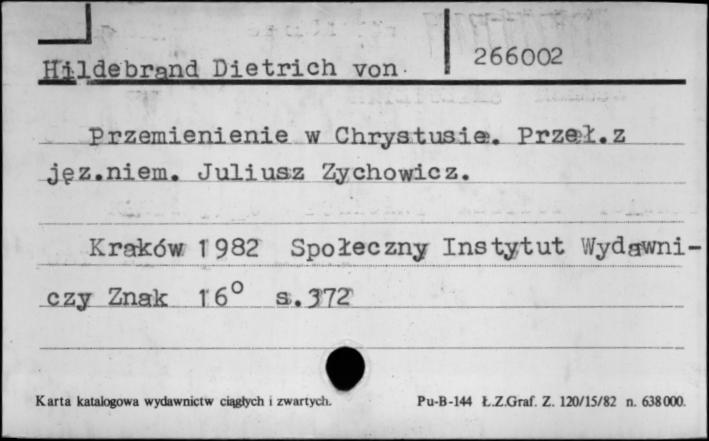 266002
Hildebrand Dietrich von
Przemienienie w Chrystusie. Przeł.z
jęz.niem. Juliusz Zychowicz.
Kraków 1982 Społeczny Instytut Wydawni-
czy Znak 16° s.372
Karta katalogowa wydawnictw ciągłych i zwartych. Pu-B-144 Ł.Z.Graf. Z. 120/15/82 n. 638000.